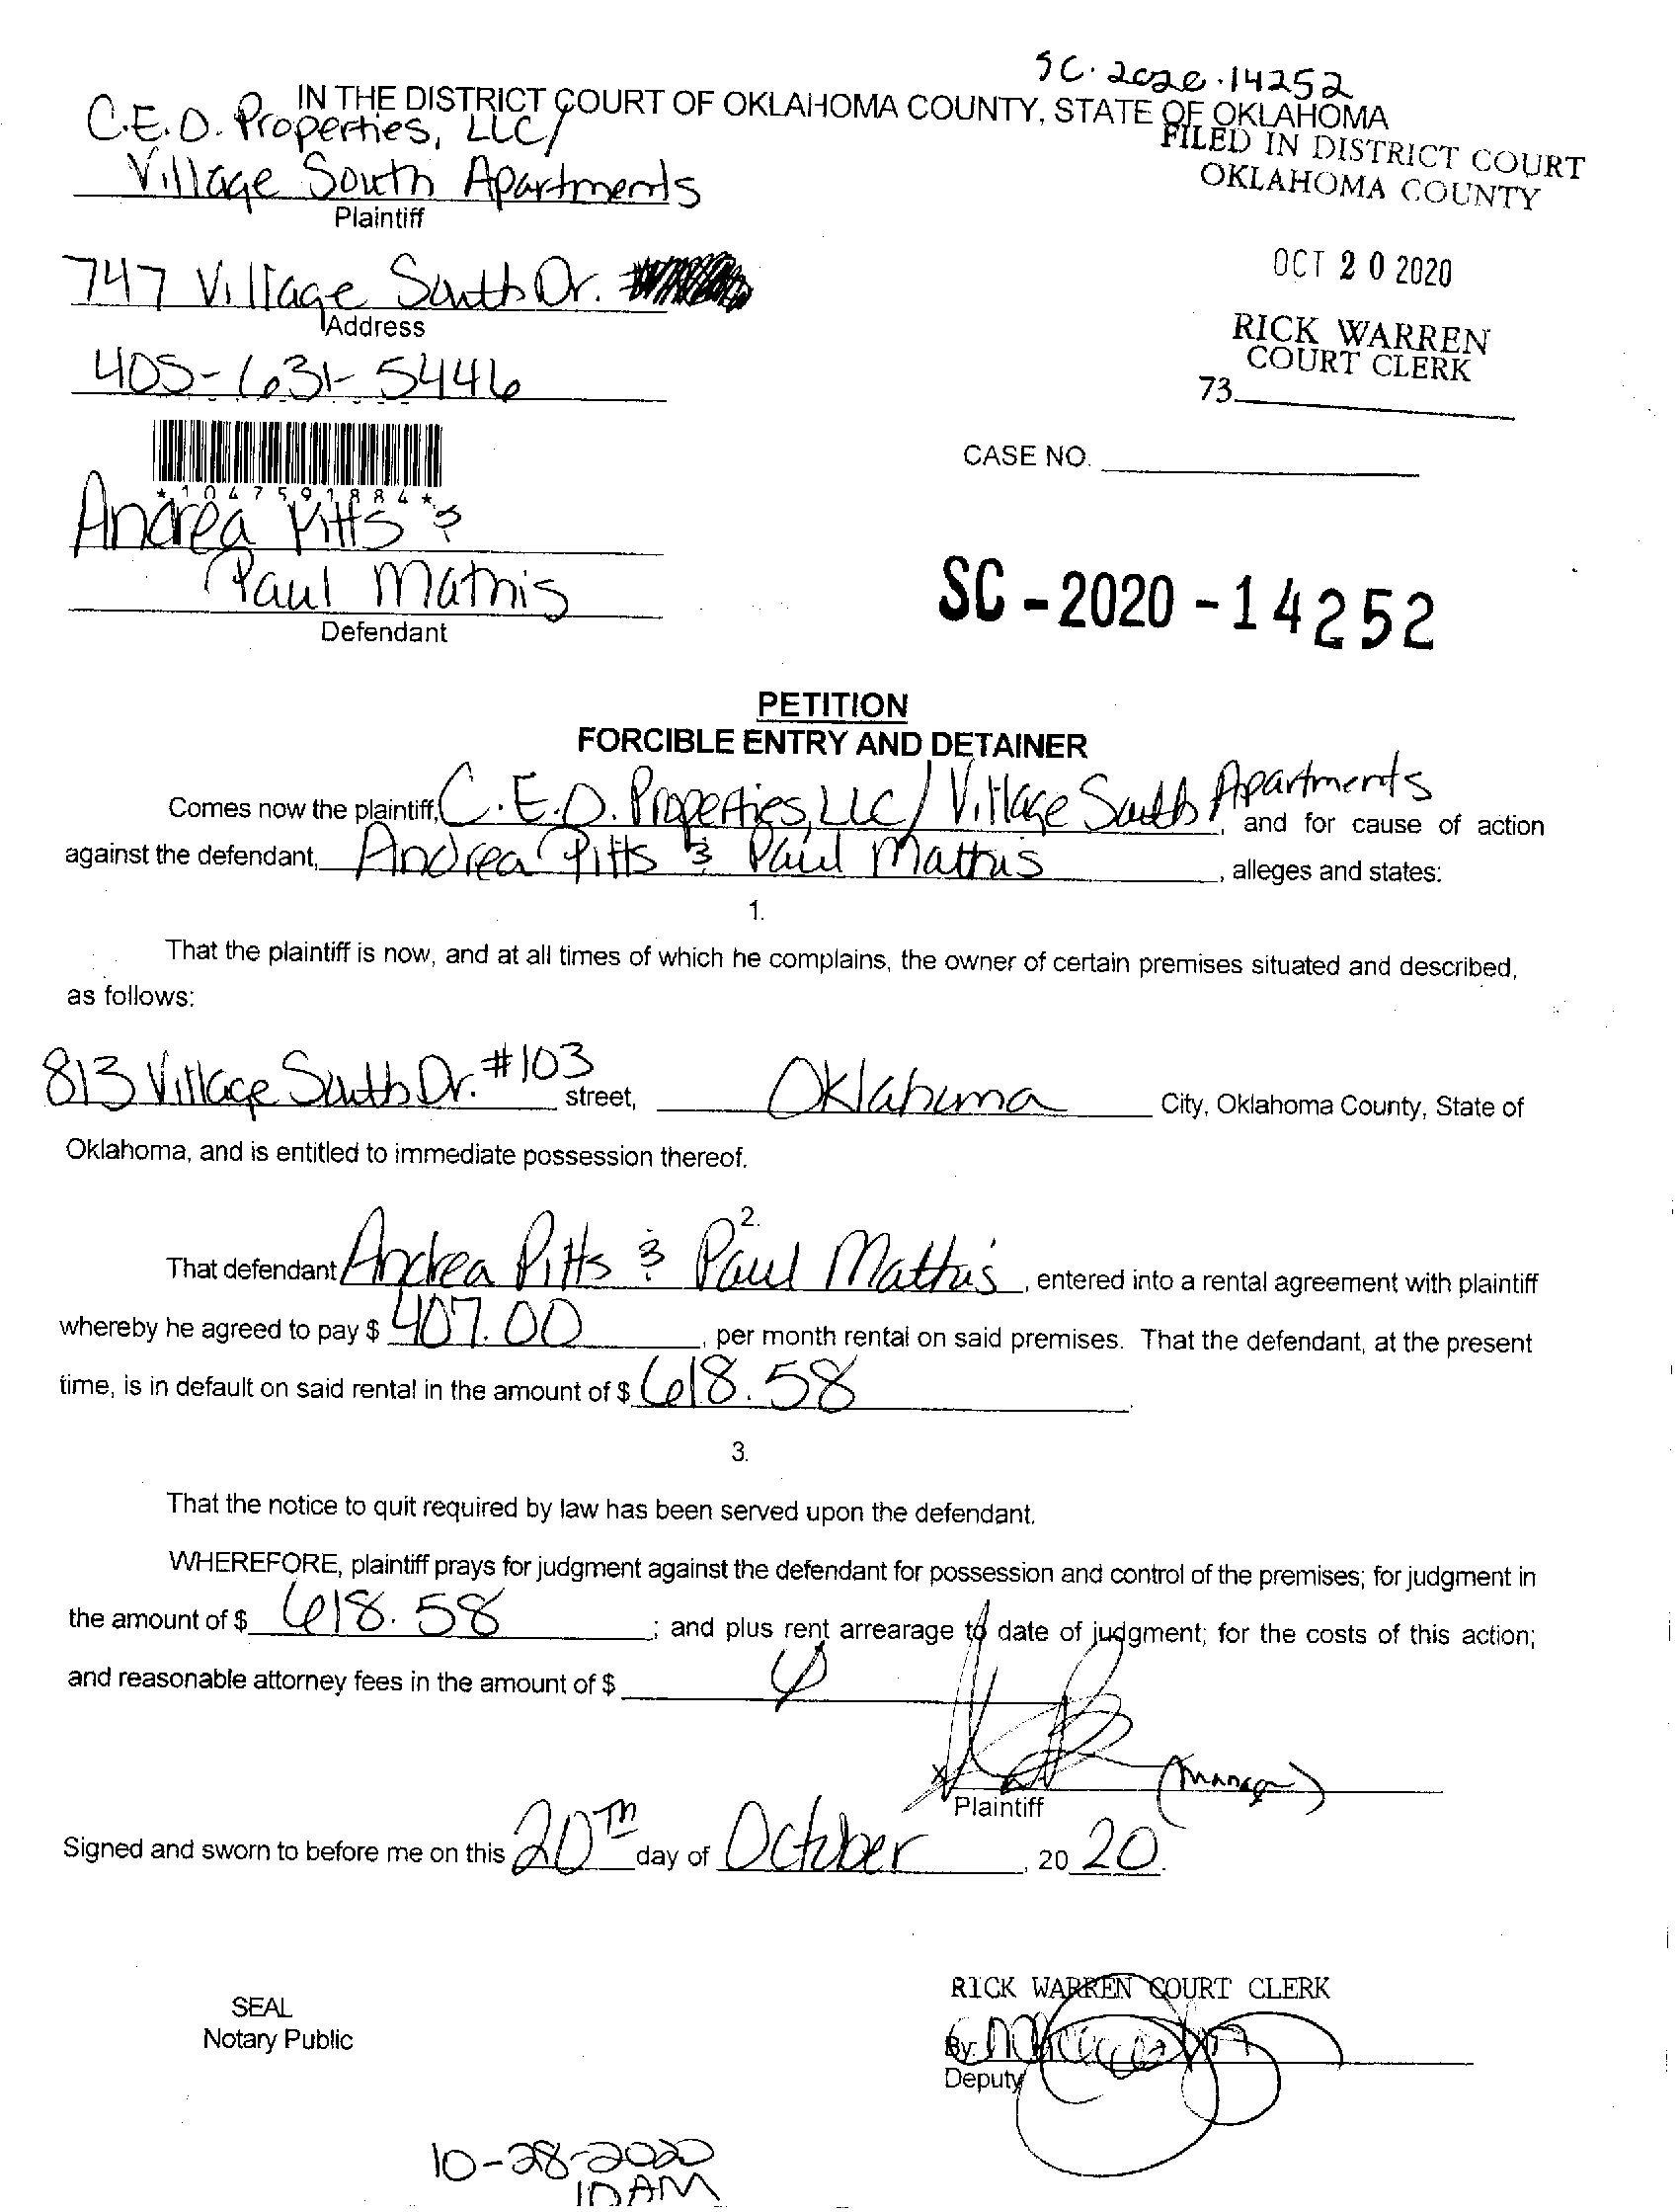 SC-2020-14252
IN THE DISTRICT COURT OF OKLAHOMA COUNTY, STATE OF OKLAHOMA
C.E.O. Properties, LLC/
Village South Apartments
Plaintiff
FILED IN DISTRICT COURT
OKLAHOMA COUNTY
747 Village South Dr.
Address
OCT 20 2020
405-631-5446
RICK WARREN
COURT CLERK
73
CASE NO.
*1047591884*
Andrea Pitts &
Paul Mathis
Defendant
SC-2020-14252
PETITION
FORCIBLE ENTRY AND DETAINER
Comes now the plaintiff, C.E.O. Properties, LLC/Village South Apartments, and for cause of action
against the defendant, Andrea Pitts & Paul Mathis, alleges and states:
1.
That the plaintiff is now, and at all times of which he complains, the owner of certain premises situated and described,
as follows:
813 Village South Dr. #103 street, Oklahoma City, Oklahoma County, State of
Oklahoma, and is entitled to immediate possession thereof.
2.
That defendant Andrea Pitts & Paul Mathis, entered into a rental agreement with plaintiff
whereby he agreed to pay $ 407.00, per month rental on said premises. That the defendant, at the present
time, is in default on said rental in the amount of $ 618.58.
3.
That the notice to quit required by law has been served upon the defendant.
WHEREFORE, plaintiff prays for judgment against the defendant for possession and control of the premises; for judgment in
the amount of $ 618.58; and plus rent arrearage to date of judgment; for the costs of this action;
and reasonable attorney fees in the amount of $
(manager)
Plaintiff
Signed and sworn to before me on this 20TH day of October, 20 20.
RICK WARREN COURT CLERK
SEAL
Notary Public
By:
Deputy
10-28-2020
10AM